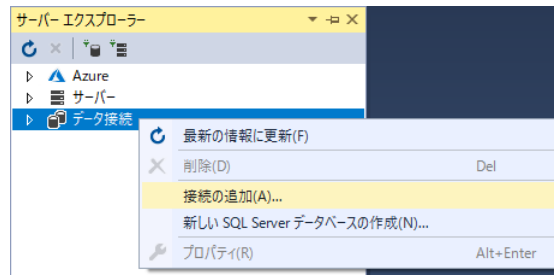 サーバー エクスプローラー
Azure
サーバー
データ接続
最新の情報に更新(F)
削除(D) Del
接続の追加(A)...
新しい SQL Server データベースの作成(N)...
プロパティ(R) Alt+Enter